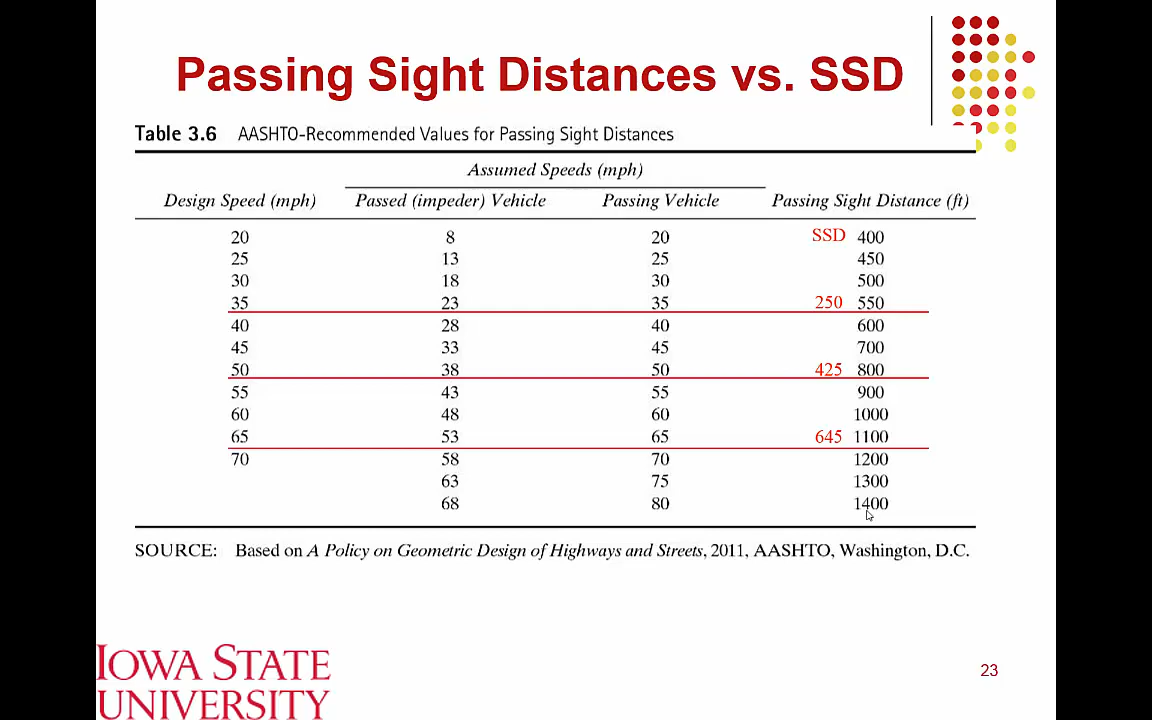 Passing Sight Distances vs. SSD
Table 3.6 AASHTO-Recommended Values for Passing Sight Distances
Assumed Speeds (mph)
Design Speed (mph) Passed (impeder) Vehicle Passing Vehicle Passing Sight Distance (ft)
20 8 20 SSD 400
25 13 25 450
30 18 30 500
35 23 35 250 550
40 28 40 600
45 33 45 700
50 38 50 425 800
55 43 55 900
60 48 60 1000
65 53 65 645 1100
70 58 70 1200
63 75 1300
68 80 1400
SOURCE: Based on A Policy on Geometric Design of Highways and Streets, 2011, AASHTO, Washington, D.C.
IOWA STATE
UNIVERSITY
23